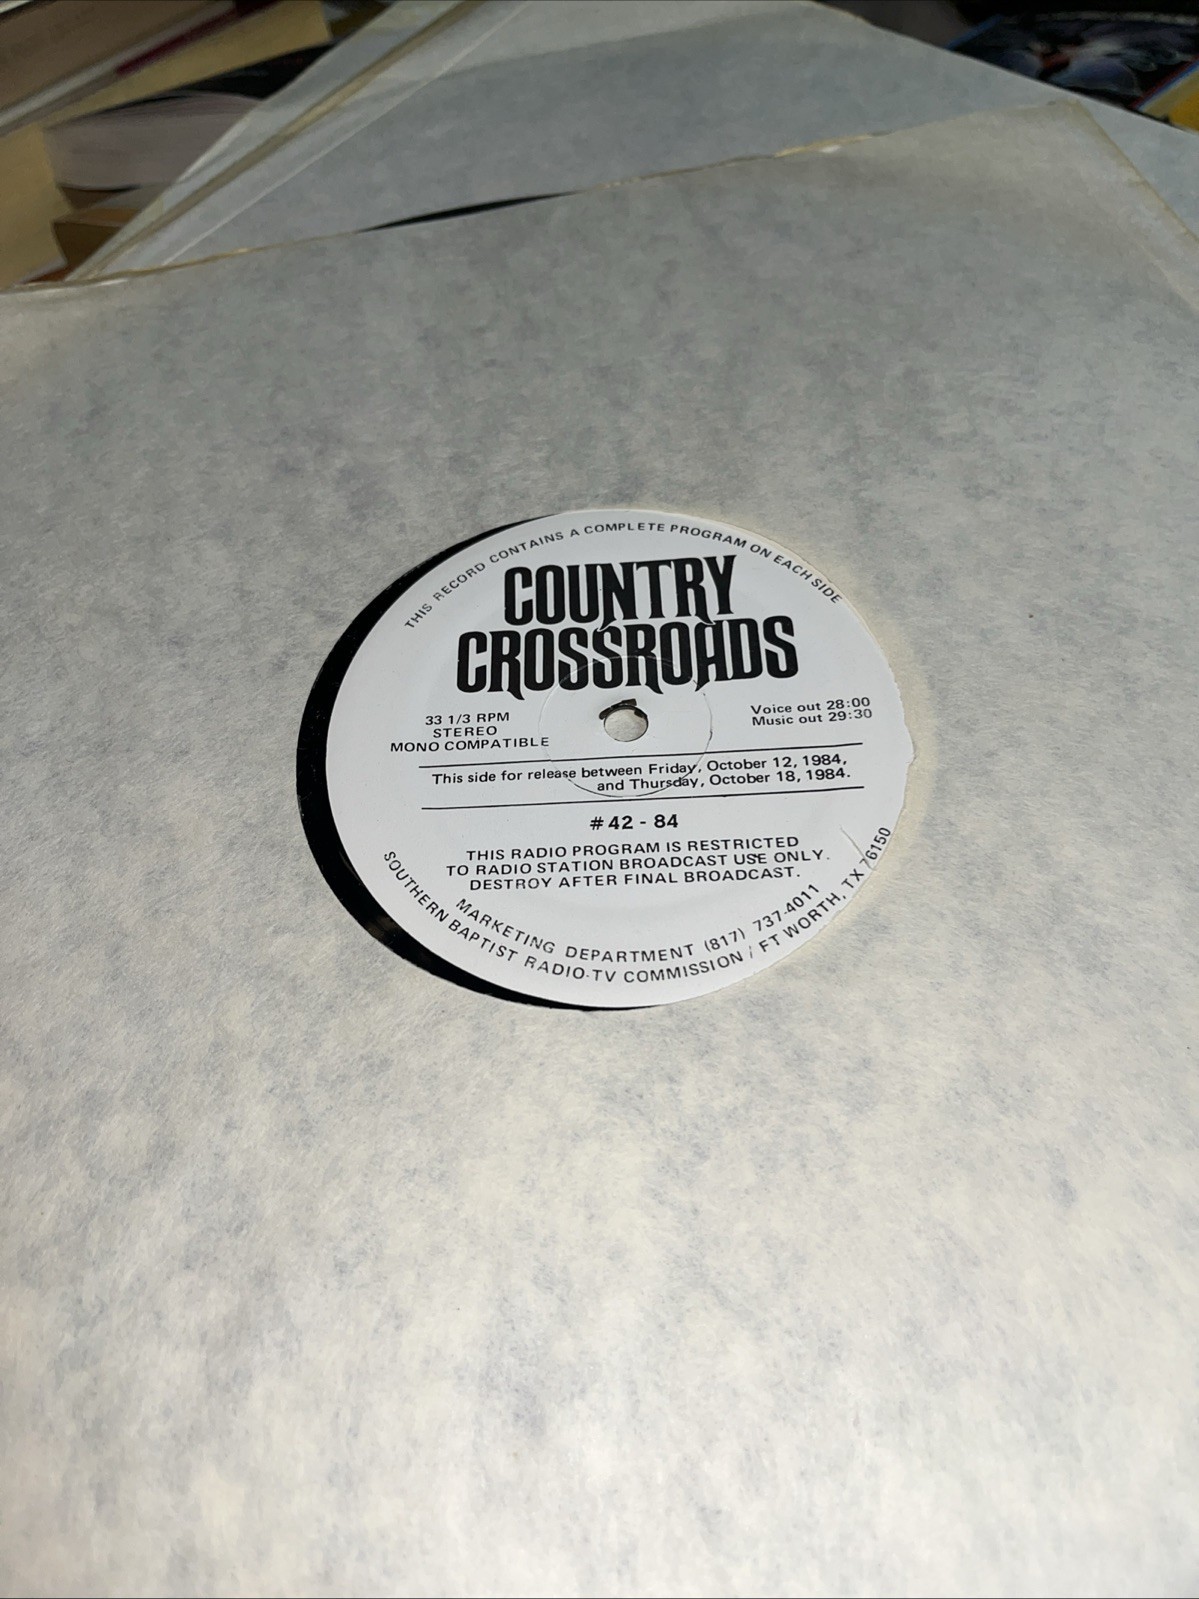 THIS RECORD CONTAINS A COMPLETE PROGRAM ON EACH SIDE
COUNTRY
CROSSROADS
33 1/3 RPM
STEREO
MONO COMPATIBLE
Voice out 28:00
Music out 29:30
This side for release between Friday, October 12, 1984,
and Thursday, October 18, 1984.
#42 - 84
THIS RADIO PROGRAM IS RESTRICTED
TO RADIO STATION BROADCAST USE ONLY.
DESTROY AFTER FINAL BROADCAST.
MARKETING DEPARTMENT (817) 737-4011
SOUTHERN BAPTIST RADIO-TV COMMISSION / FT WORTH, TX 76150